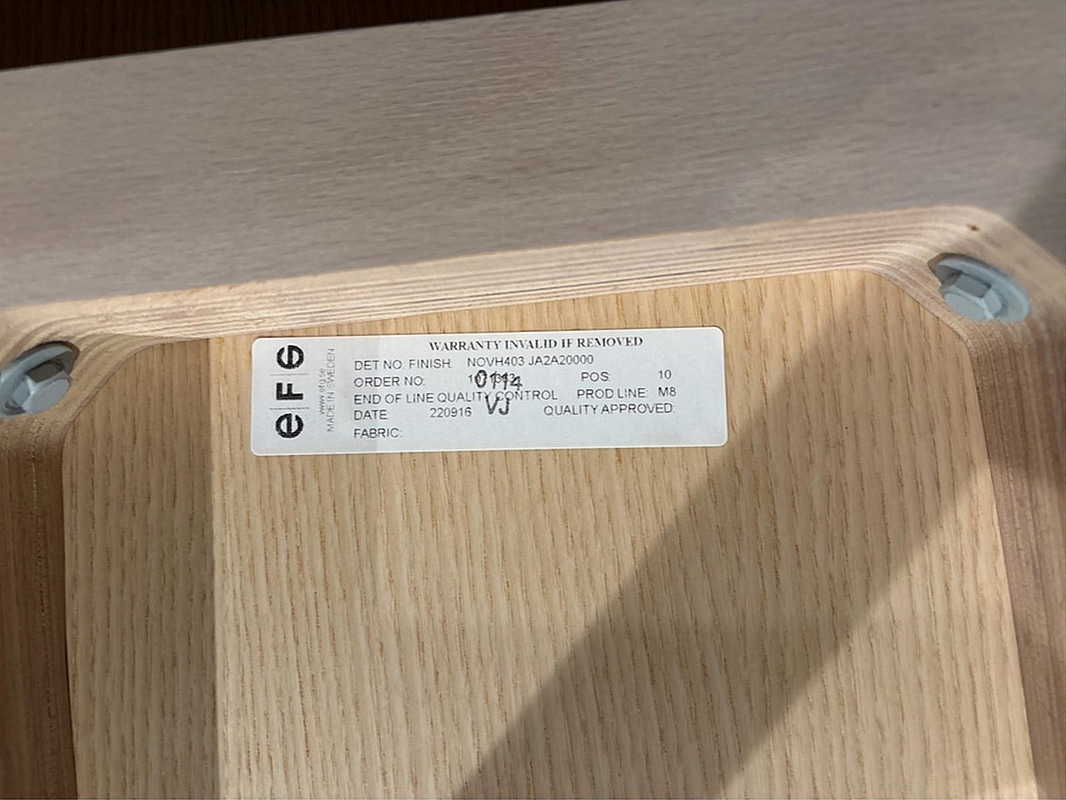 EFG
www.efg.se
MADE IN SWEDEN
WARRANTY INVALID IF REMOVED
DET NO. FINISH: NOVH403 JA2A20000
ORDER NO: 0114 POS: 10
END OF LINE QUALITY CONTROL PROD LINE: M8
DATE: 220916 VJ QUALITY APPROVED:
FABRIC: